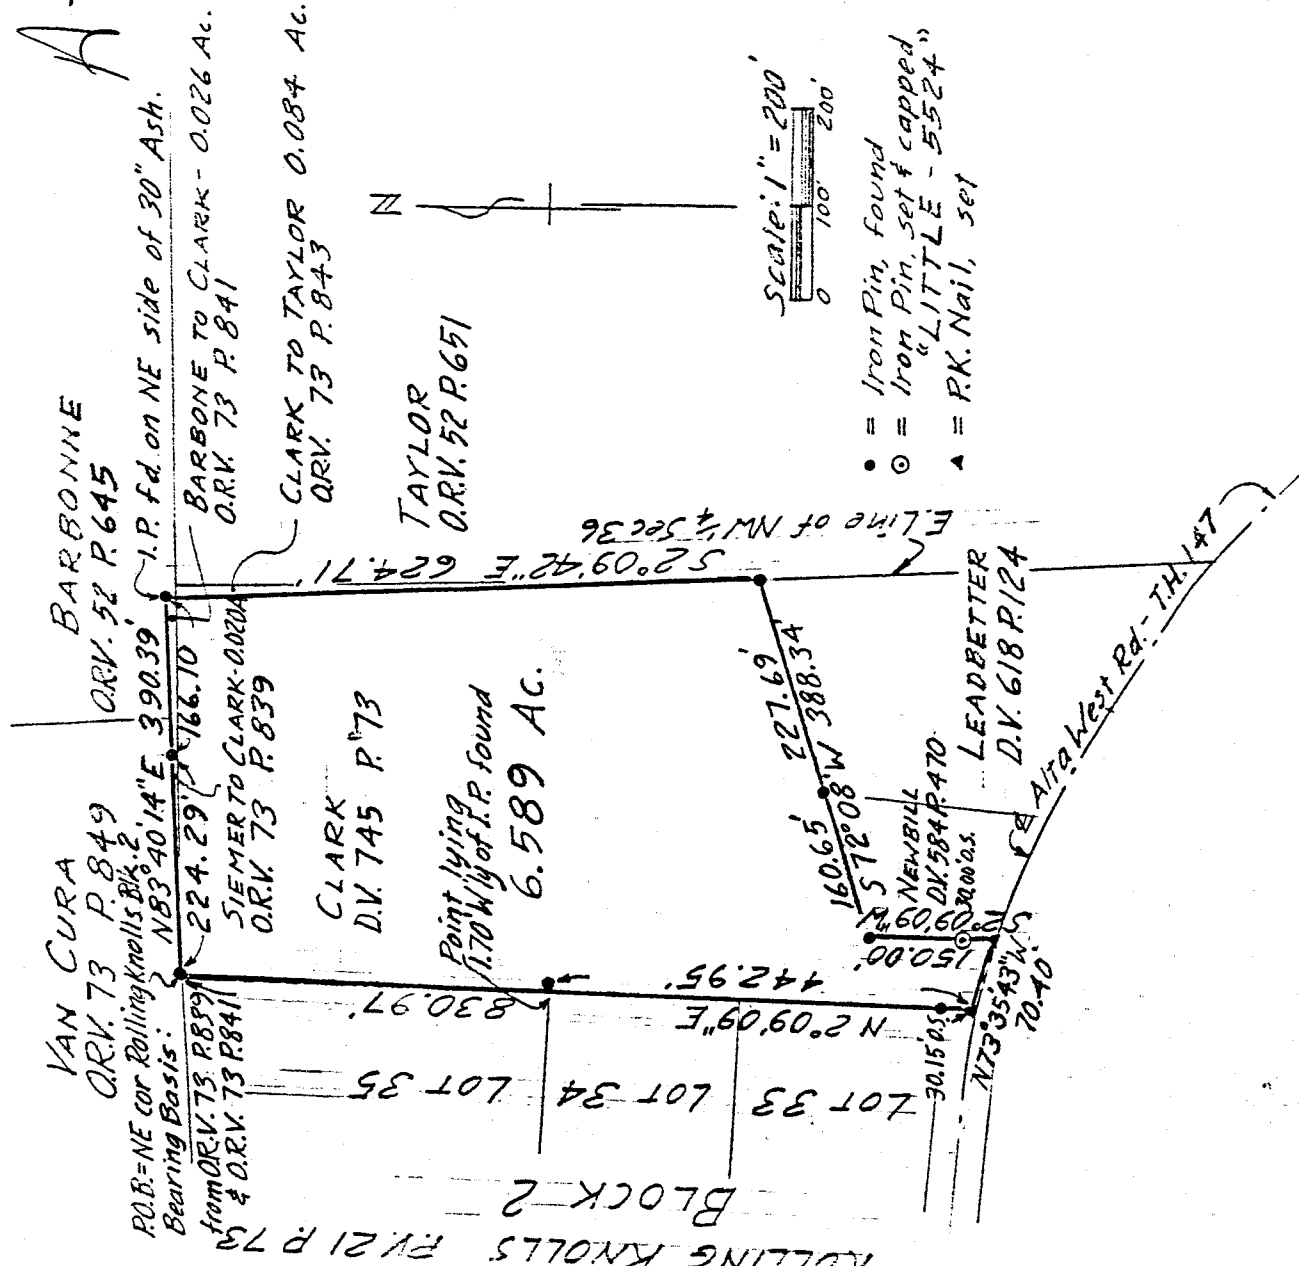 A
BARBONNE
O.R.V. 52 P. 645
I.P. fd. on NE side of 30" Ash.
BARBONE TO CLARK - 0.026 Ac.
O.R.V. 73 P. 841
CLARK TO TAYLOR 0.084 Ac.
O.R.V. 73 P. 843
TAYLOR
O.R.V. 52 P. 651
N
Scale: 1" = 200'
0 100' 200'
● = Iron Pin, found
⊙ = Iron Pin, set & capped
"LITTLE - 5524"
▲ = P.K. Nail, set
VAN CURA
O.R.V. 73 P. 849
P.O.B.=NE cor Rolling Knolls Blk. 2
Bearing Basis: N83°40'14"E 390.39'
from O.R.V. 73 P.839
& O.R.V. 73 P.841
224.29'
166.10'
SIEMER TO CLARK-0.020A
O.R.V. 73 P. 839
CLARK
D.V. 745 P. 73
Point lying
1.70' W'ly of I.P. found
6.589 Ac.
S2°09'42"E 624.71'
E. Line of NW ¼ Sec 36
227.69'
160.65'
S 72°08' W 388.34'
NEWBILL
D.V. 584 P. 470
30.00' o.s.
S2°09'09"W
150.00'
LEADBETTER
D.V. 618 P. 124
℄ Alta West Rd. - T.H. 147
N73°35'43"W
70.40'
30.15' o.s.
N 2°09'09"E
830.97'
442.95'
LOT 35
LOT 34
LOT 33
BLOCK 2
ROLLING KNOLLS P.V. 21 P. 73